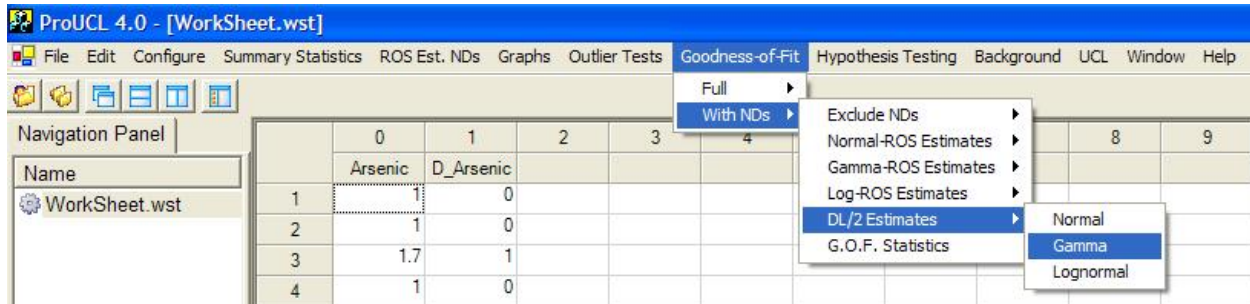 ProUCL 4.0 - [WorkSheet.wst]
File Edit Configure Summary Statistics ROS Est. NDs Graphs Outlier Tests Goodness-of-Fit Hypothesis Testing Background UCL Window Help
Full
With NDs
Exclude NDs
Normal-ROS Estimates
Gamma-ROS Estimates
Log-ROS Estimates
DL/2 Estimates
G.O.F. Statistics
Normal
Gamma
Lognormal
Navigation Panel
Name
WorkSheet.wst
0 1 2 3 4 8 9
Arsenic D_Arsenic
1 1 0
2 1 0
3 1.7 1
4 1 0